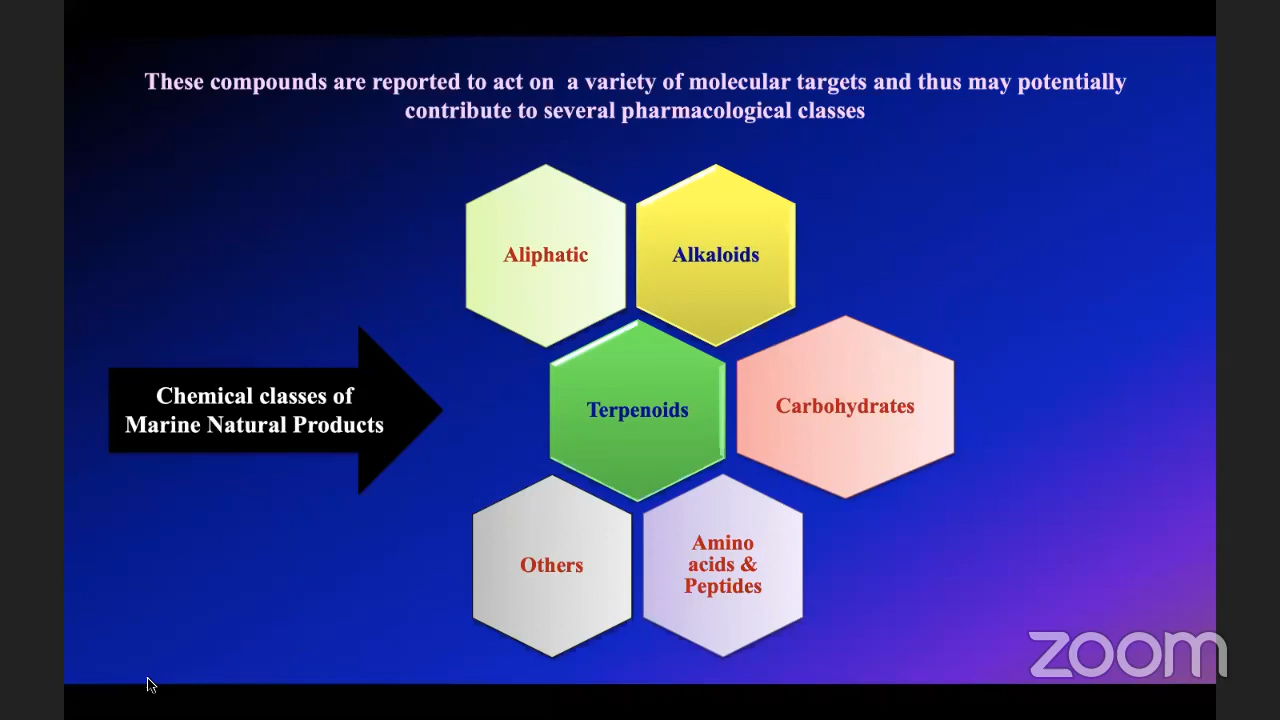 These compounds are reported to act on a variety of molecular targets and thus may potentially
contribute to several pharmacological classes
Aliphatic
Alkaloids
Chemical classes of
Marine Natural Products
Terpenoids
Carbohydrates
Others
Amino
acids &
Peptides
zoom